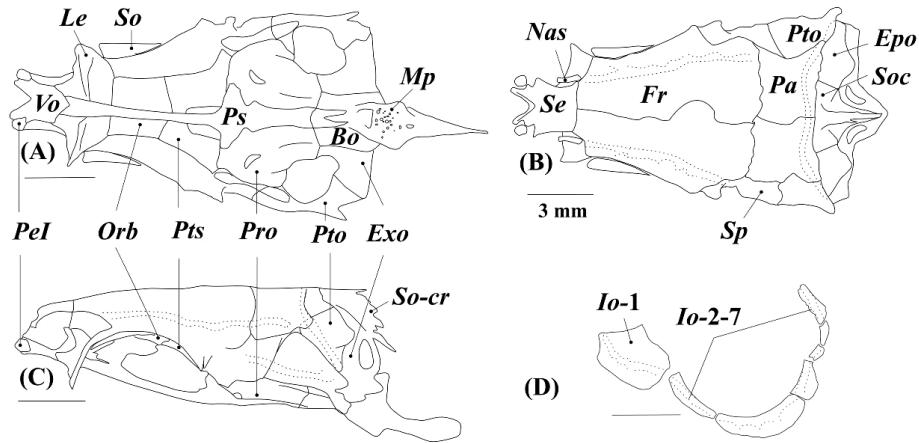 Le So
Vo
Ps
Mp
Bo
(A)
Nas
Pto
Epo
Soc
Se
Fr
Pa
(B)
3 mm
Sp
PeI Orb Pts Pro Pto Exo
So-cr
(C)
Io-1
Io-2-7
(D)